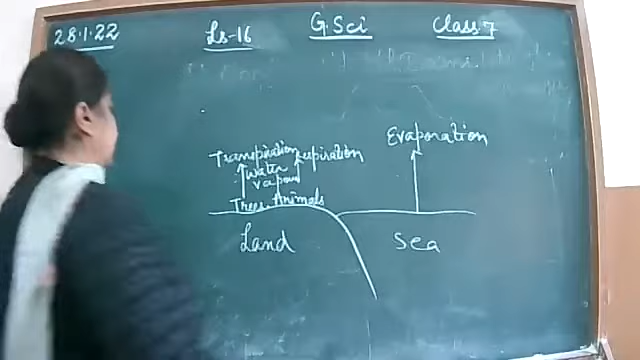 28.1.22 Ls-16 G.Sci Class 7
Evaporation
Transpiration respiration
water
vapour
Trees Animals
Land Sea